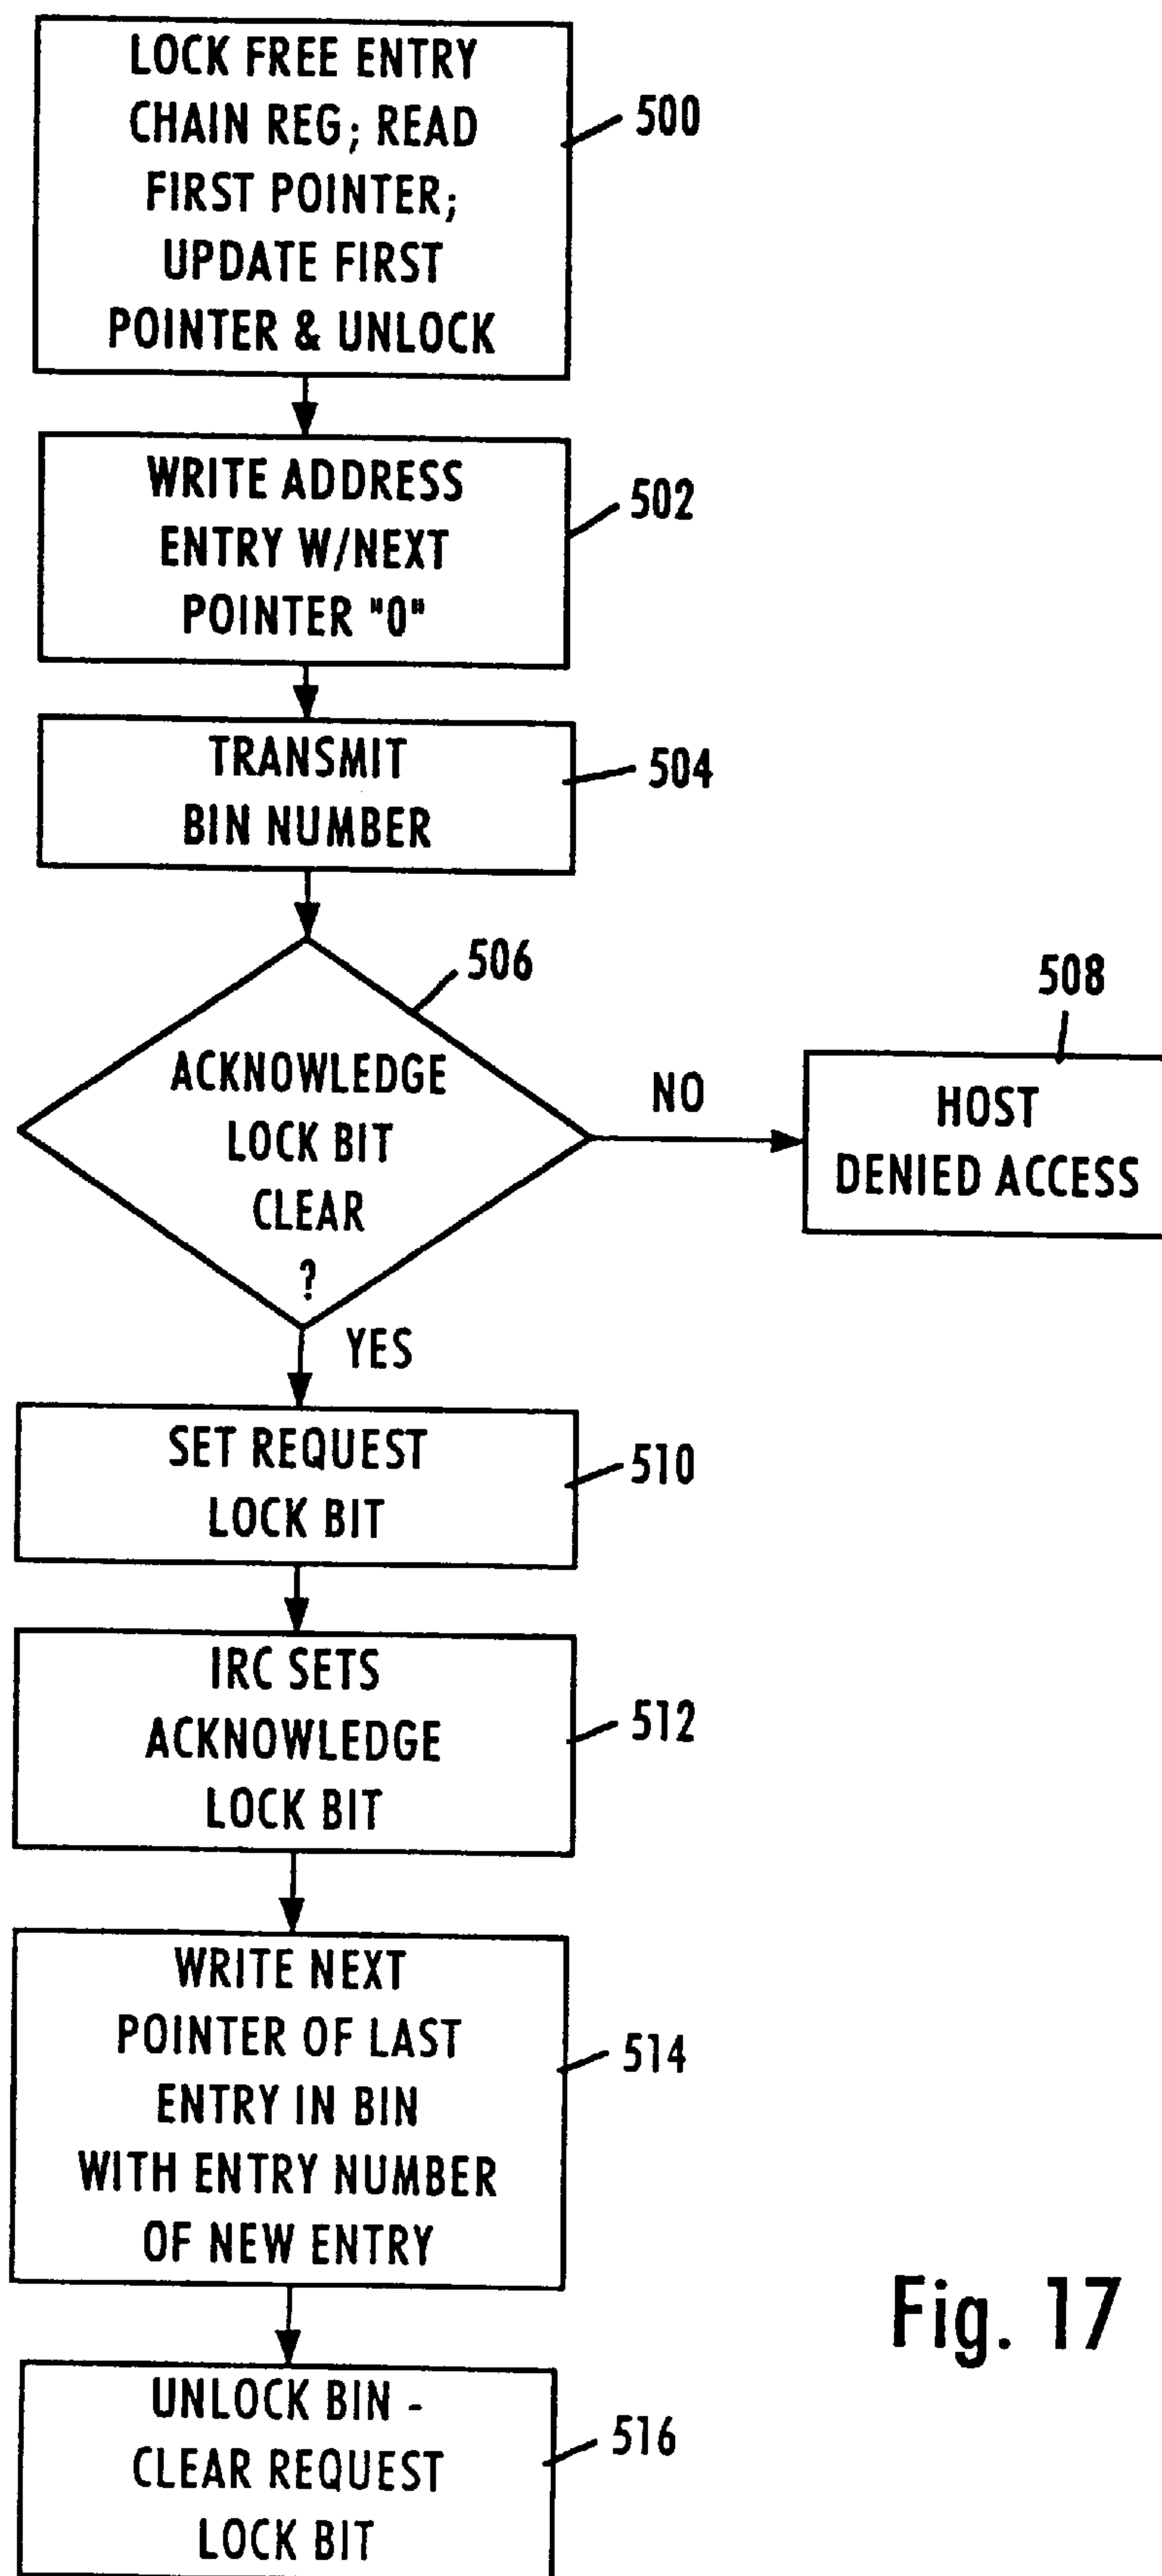 LOCK FREE ENTRY
CHAIN REG; READ
FIRST POINTER;
UPDATE FIRST
POINTER & UNLOCK
500
WRITE ADDRESS
ENTRY W/NEXT
POINTER "0"
502
TRANSMIT
BIN NUMBER
504
506
ACKNOWLEDGE
LOCK BIT
CLEAR
?
NO
508
HOST
DENIED ACCESS
YES
SET REQUEST
LOCK BIT
510
IRC SETS
ACKNOWLEDGE
LOCK BIT
512
WRITE NEXT
POINTER OF LAST
ENTRY IN BIN
WITH ENTRY NUMBER
OF NEW ENTRY
514
UNLOCK BIN -
CLEAR REQUEST
LOCK BIT
516
Fig. 17